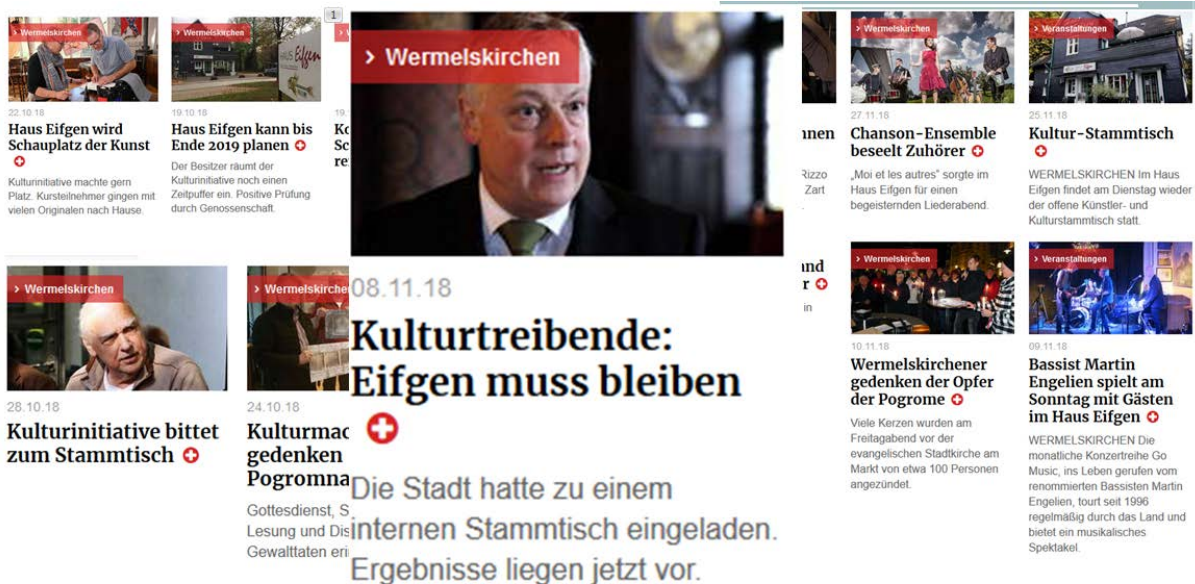 > Wermelskirchen
22.10.18
Haus Eifgen wird
Schauplatz der Kunst
Kulturinitiative machte gern
Platz. Kursteilnehmer gingen mit
vielen Originalen nach Hause.
> Wermelskirchen
HAUS Eifgen
19.10.18
Haus Eifgen kann bis
Ende 2019 planen
Der Besitzer räumt der
Kulturinitiative noch einen
Zeitpuffer ein. Positive Prüfung
durch Genossenschaft.
1
19.
> Wermelskirchen
28.10.18
Kulturinitiative bittet
zum Stammtisch
> Wermelskirchen
24.10.18
gedenken
Gottesdienst,
Lesung und
Gewalttaten
> Wermelskirchen
08.11.18
Kulturtreibende:
Eifgen muss bleiben
Die Stadt hatte zu einem
internen Stammtisch eingeladen.
Ergebnisse liegen jetzt vor.
Rizzo
Zart
in
> Wermelskirchen
27.11.18
Chanson-Ensemble
beseelt Zuhörer
„Moi et les autres" sorgte im
Haus Eifgen für einen
begeisternden Liederabend.
> Veranstaltungen
25.11.18
Kultur-Stammtisch
WERMELSKIRCHEN Im Haus
Eifgen findet am Dienstag wieder
der offene Künstler- und
Kulturstammtisch statt.
> Wermelskirchen
10.11.18
Wermelskirchener
gedenken der Opfer
der Pogrome
Viele Kerzen wurden am
Freitagabend vor der
evangelischen Stadtkirche am
Markt von etwa 100 Personen
angezündet.
> Veranstaltungen
09.11.18
Bassist Martin
Engelien spielt am
Sonntag mit Gästen
im Haus Eifgen
WERMELSKIRCHEN Die
monatliche Konzertreihe Go
Music, ins Leben gerufen vom
renommierten Bassisten Martin
Engelien, tourt seit 1996
regelmäßig durch das Land und
bietet ein musikalisches
Spektakel.